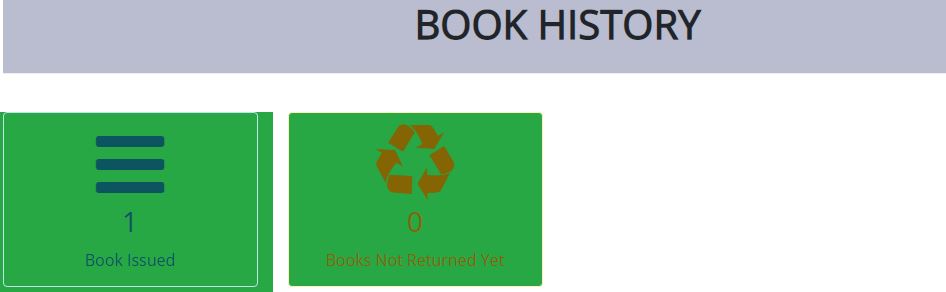 BOOK HISTORY
1
Book Issued
0
Books Not Returned Yet